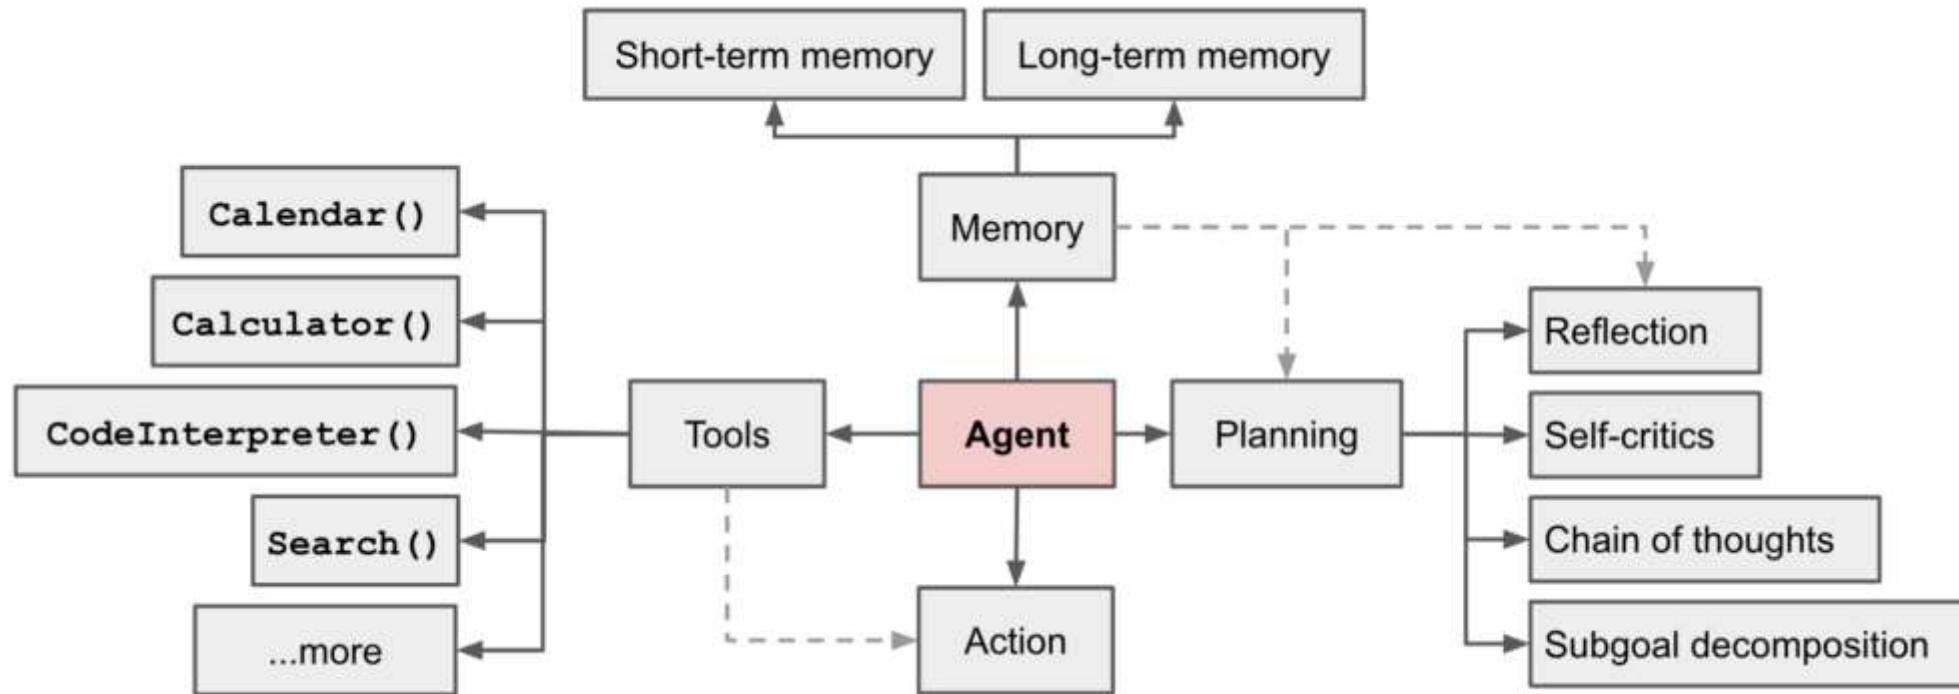 Short-term memory
Long-term memory
Calendar()
Memory
Calculator()
Reflection
CodeInterpreter()
Tools
Agent
Planning
Self-critics
Search()
Chain of thoughts
...more
Action
Subgoal decomposition